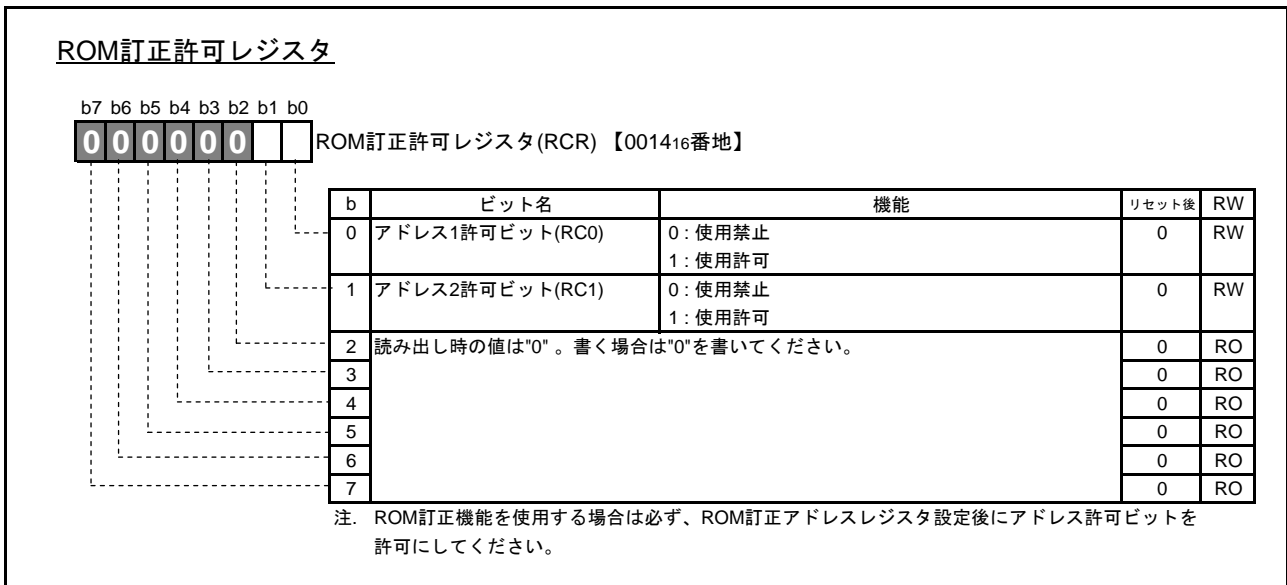 ROM訂正許可レジスタ
b7 b6 b5 b4 b3 b2 b1 b0
0 0 0 0 0 0 ROM訂正許可レジスタ(RCR) 【001416番地】
b ビット名 機能 リセット後 RW
0 アドレス1許可ビット(RC0) 0 : 使用禁止 0 RW
1 : 使用許可
1 アドレス2許可ビット(RC1) 0 : 使用禁止 0 RW
1 : 使用許可
2 読み出し時の値は"0" 。書く場合は"0"を書いてください。 0 RO
3 0 RO
4 0 RO
5 0 RO
6 0 RO
7 0 RO
注. ROM訂正機能を使用する場合は必ず、ROM訂正アドレスレジスタ設定後にアドレス許可ビットを
許可にしてください。